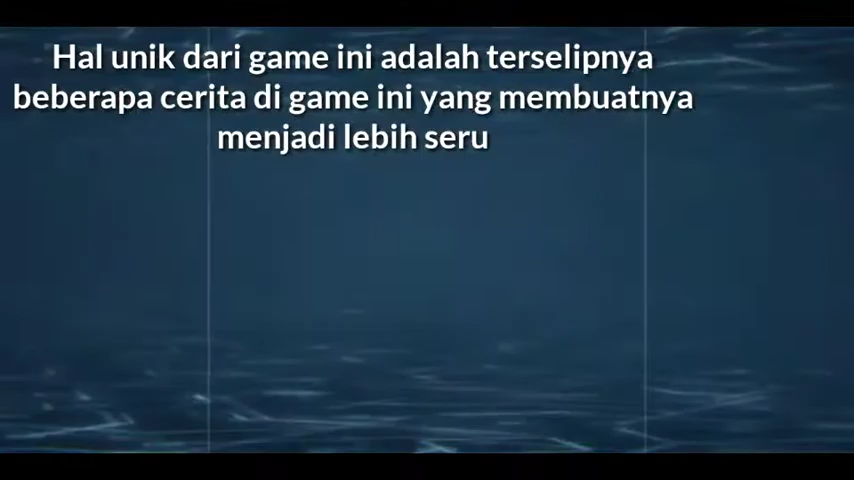 Hal unik dari game ini adalah terselipnya
beberapa cerita di game ini yang membuatnya
menjadi lebih seru